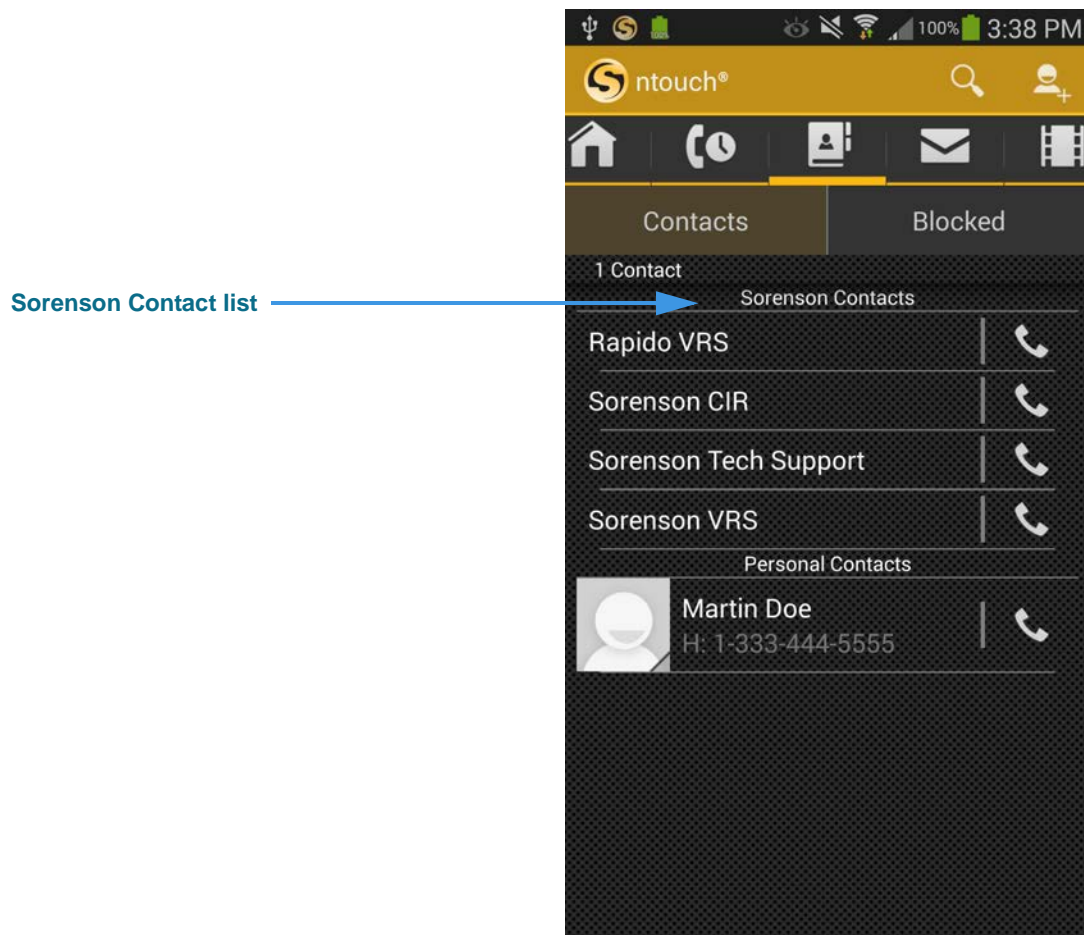 100% 3:38 PM
ntouch®
Contacts Blocked
1 Contact
Sorenson Contact list
Sorenson Contacts
Rapido VRS
Sorenson CIR
Sorenson Tech Support
Sorenson VRS
Personal Contacts
Martin Doe
H: 1-333-444-5555